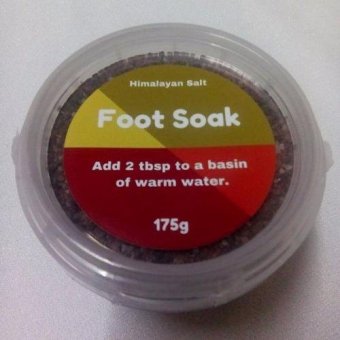 Himalayan Salt
Foot Soak
Add 2 tbsp to a basin
of warm water.
175g